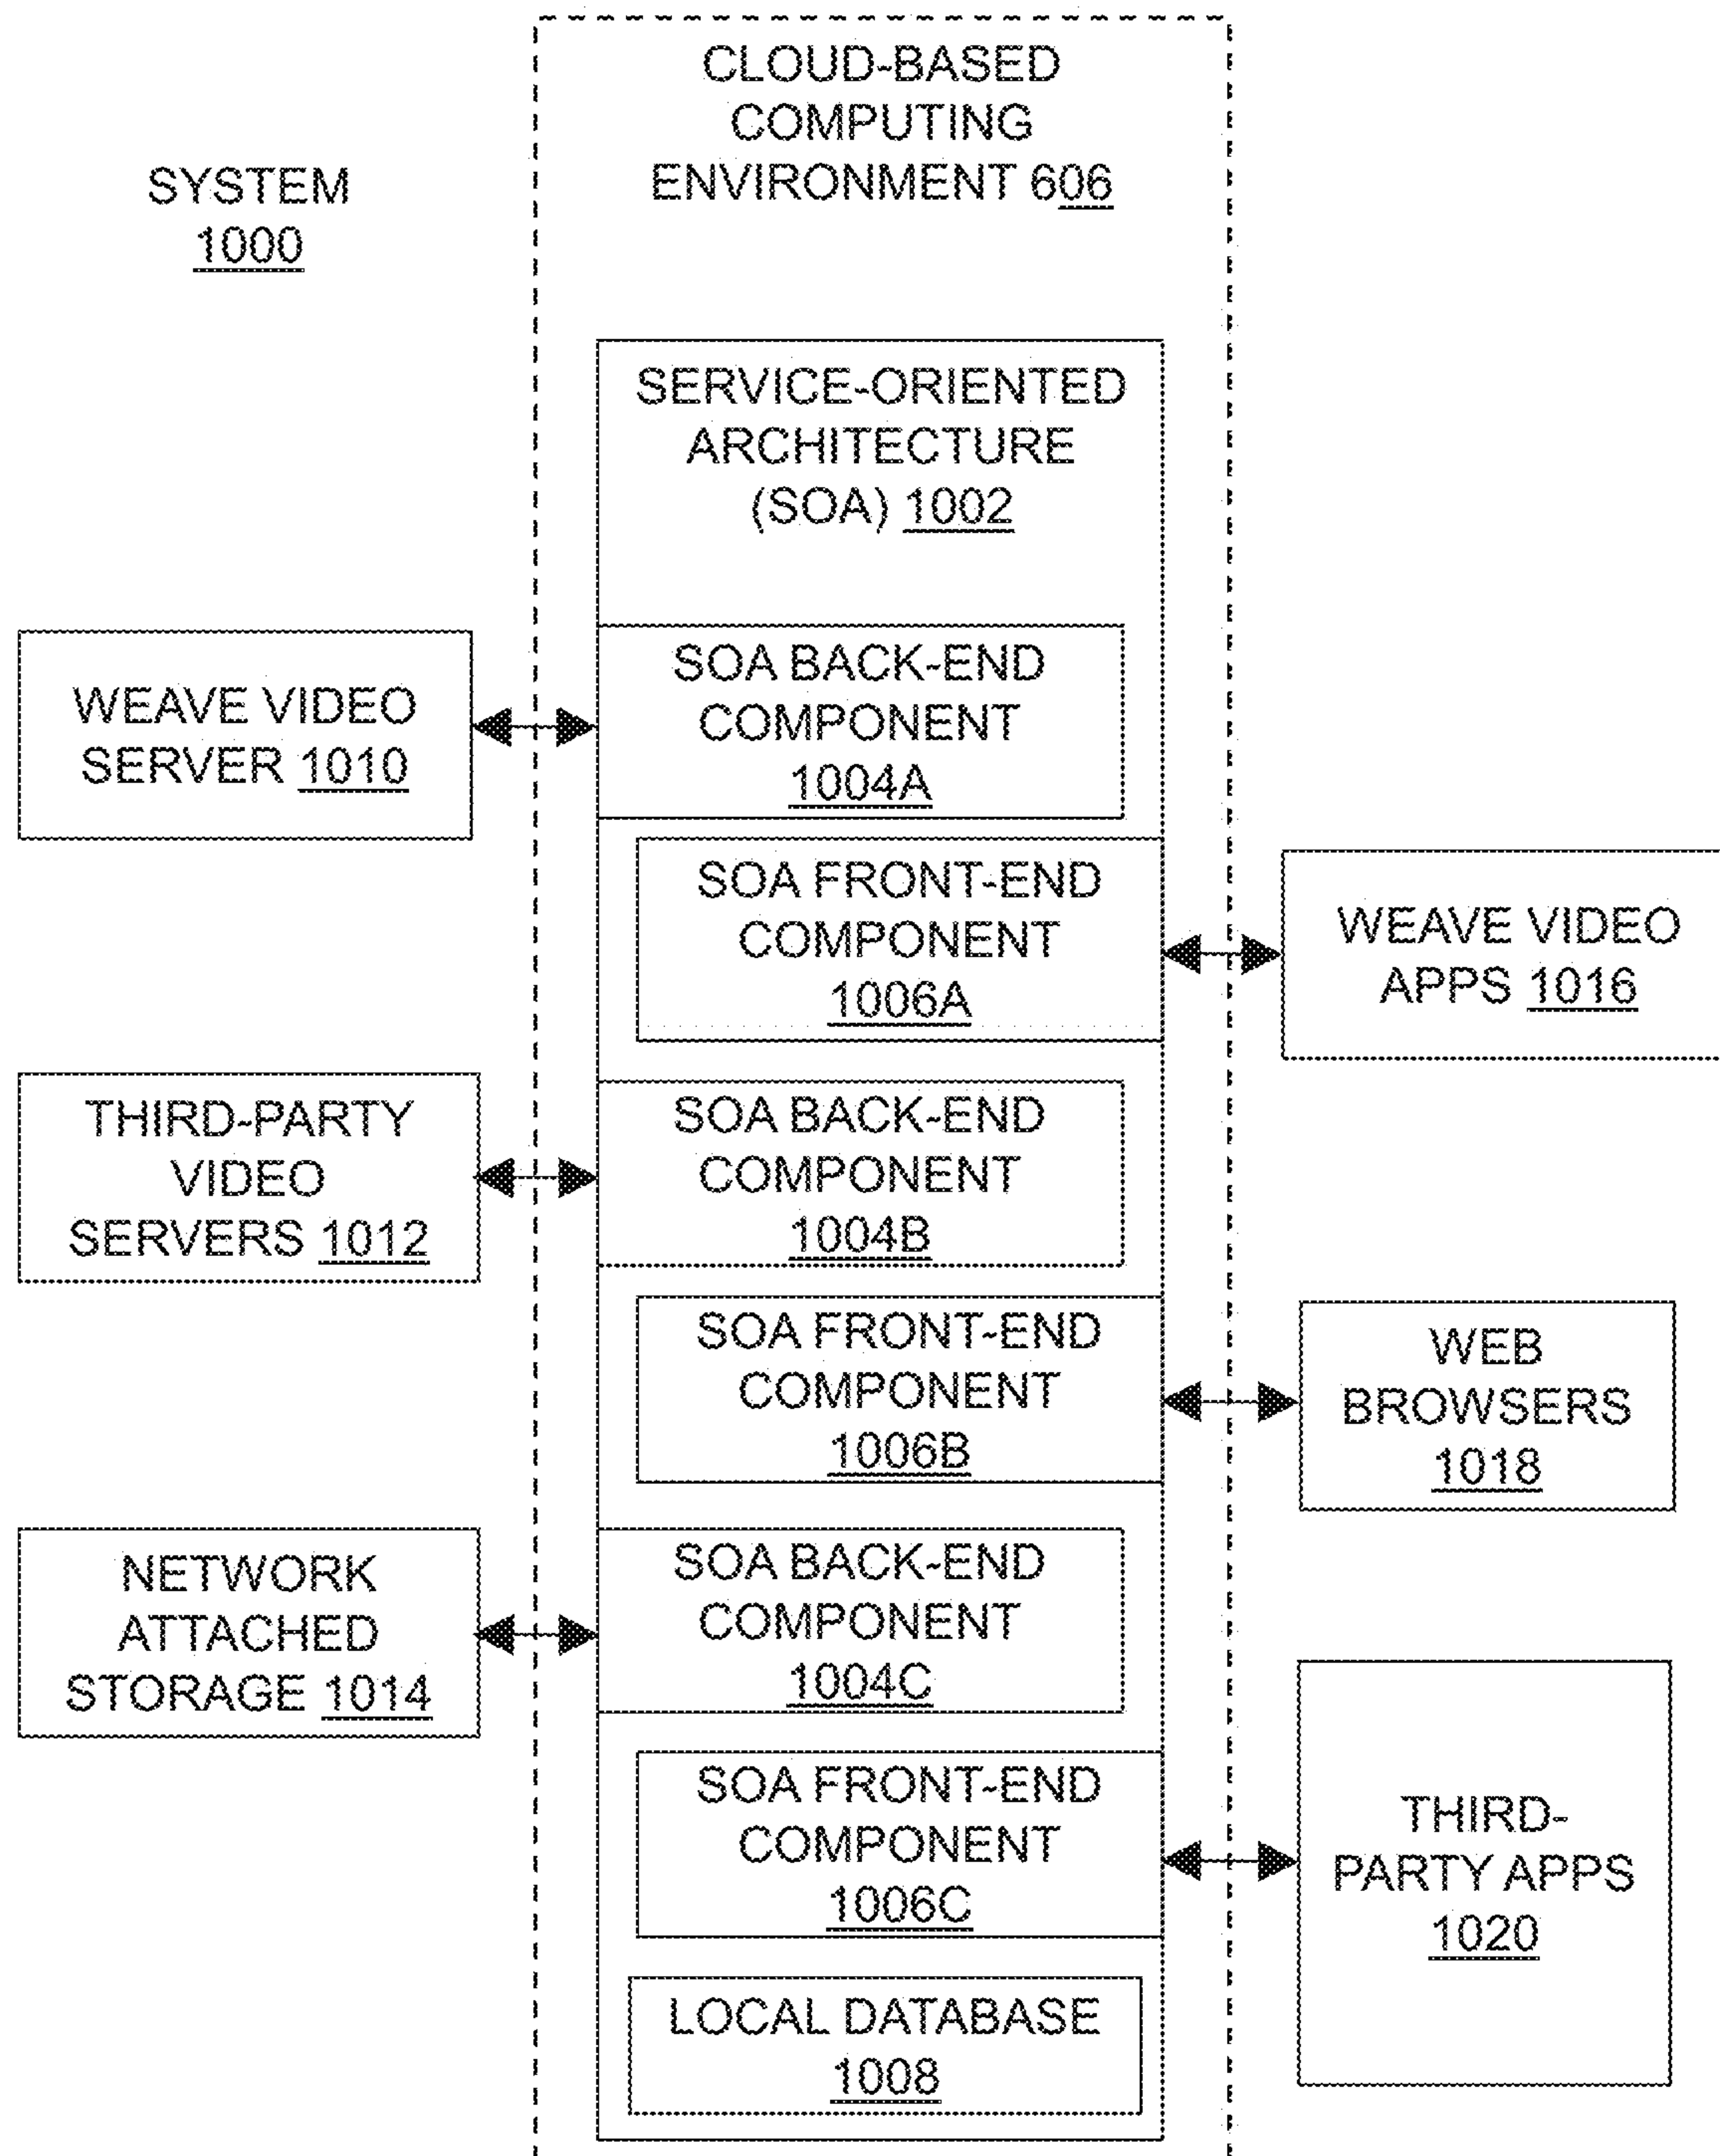 CLOUD-BASED
COMPUTING
ENVIRONMENT 606
SYSTEM
1000
SERVICE-ORIENTED
ARCHITECTURE
(SOA) 1002
WEAVE VIDEO
SERVER 1010
SOA BACK-END
COMPONENT
1004A
SOA FRONT-END
COMPONENT
1006A
WEAVE VIDEO
APPS 1016
THIRD-PARTY
VIDEO
SERVERS 1012
SOA BACK-END
COMPONENT
1004B
SOA FRONT-END
COMPONENT
1006B
WEB
BROWSERS
1018
NETWORK
ATTACHED
STORAGE 1014
SOA BACK-END
COMPONENT
1004C
SOA FRONT-END
COMPONENT
1006C
THIRD-
PARTY APPS
1020
LOCAL DATABASE
1008